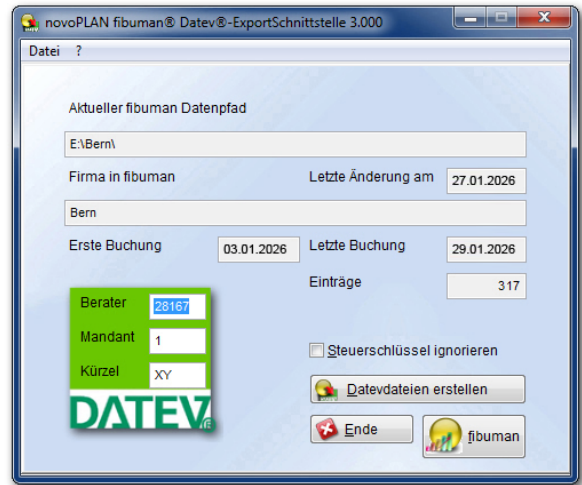 novoPLAN fibuman® Datev®-ExportSchnittstelle 3.000
Datei ?
Aktueller fibuman Datenpfad
E:\Bern\
Firma in fibuman
Letzte Änderung am 27.01.2026
Bern
Erste Buchung 03.01.2026 Letzte Buchung 29.01.2026
Einträge 317
Berater 28167
Mandant 1
Kürzel XY
DATEV
Steuerschlüssel ignorieren
Datevdateien erstellen
Ende
fibuman